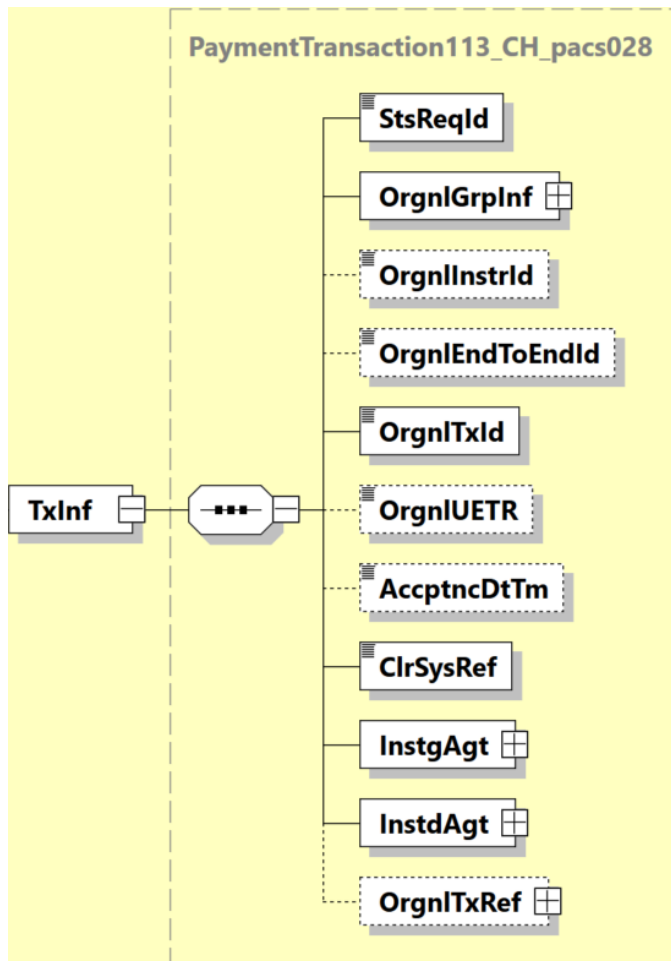 PaymentTransaction113_CH_pacs028
StsReqId
OrgnlGrpInf
OrgnlInstrId
OrgnlEndToEndId
OrgnlTxId
TxInf
OrgnlUETR
AccptncDtTm
ClrSysRef
InstgAgt
InstdAgt
OrgnlTxRef